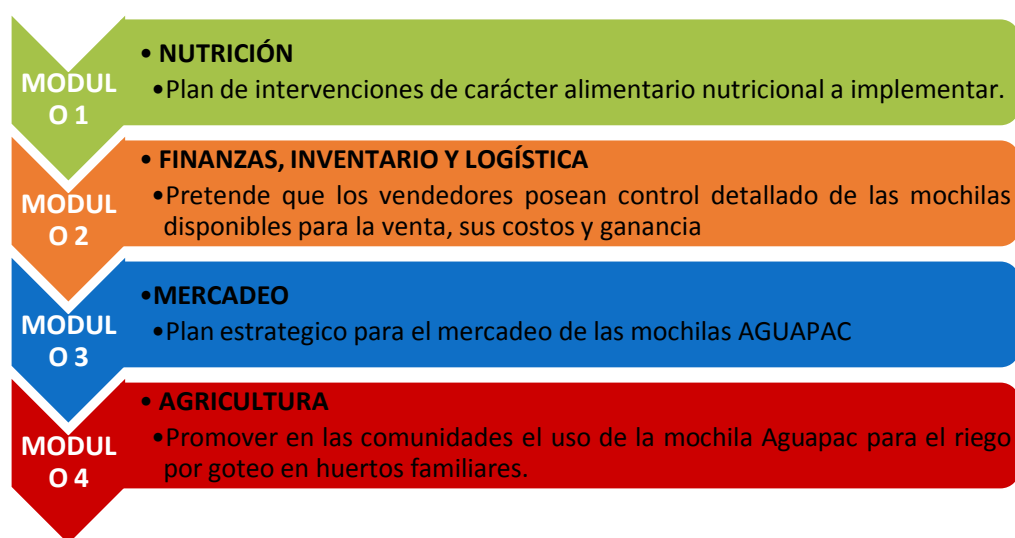 MODUL
O 1
• NUTRICIÓN
•Plan de intervenciones de carácter alimentario nutricional a implementar.
MODUL
O 2
• FINANZAS, INVENTARIO Y LOGÍSTICA
•Pretende que los vendedores posean control detallado de las mochilas
disponibles para la venta, sus costos y ganancia
MODUL
O 3
•MERCADEO
•Plan estrategico para el mercadeo de las mochilas AGUAPAC
MODUL
O 4
• AGRICULTURA
•Promover en las comunidades el uso de la mochila Aguapac para el riego
por goteo en huertos familiares.